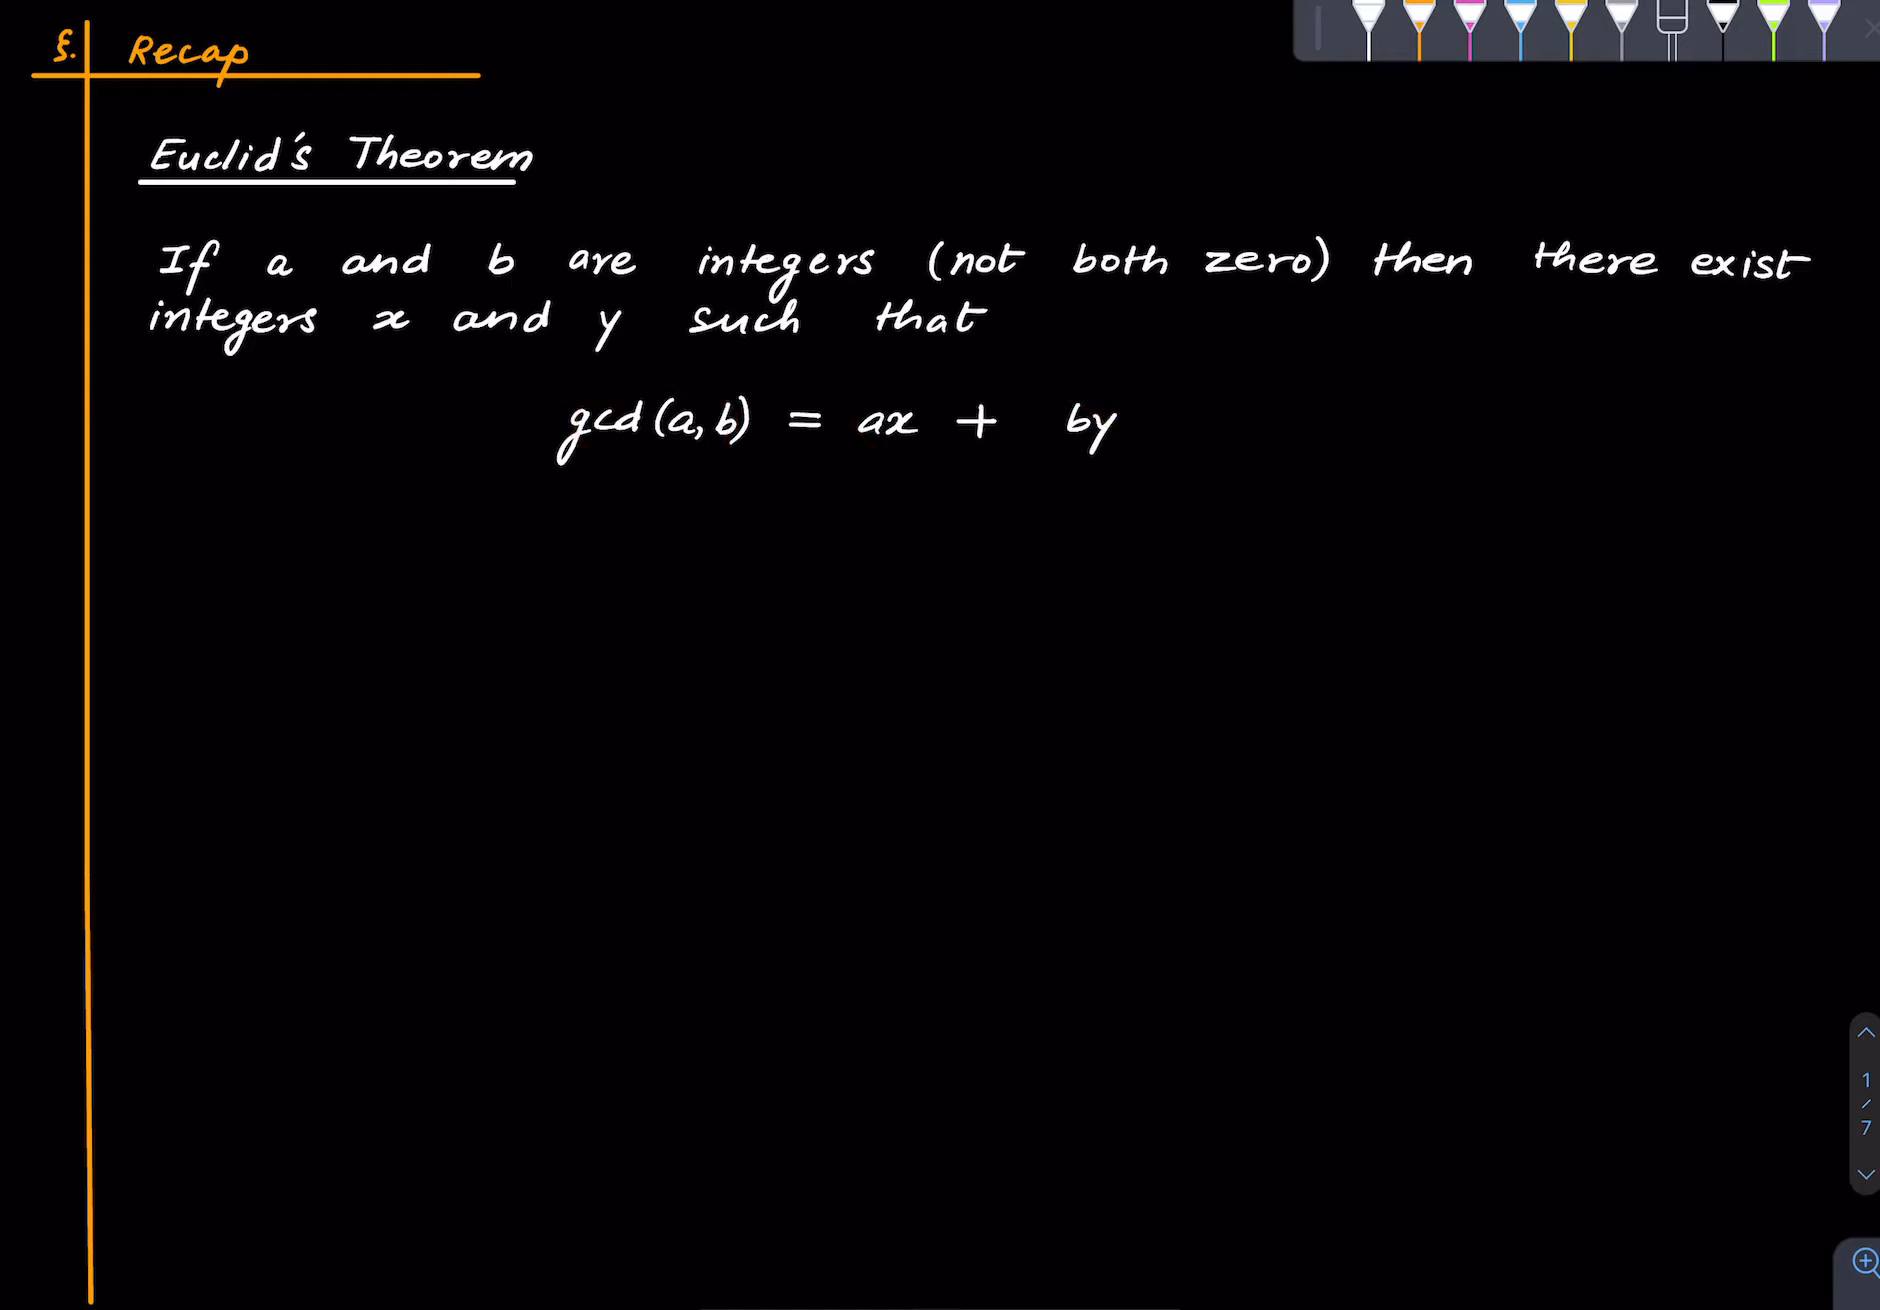 §. Recap
Euclid's Theorem
If a and b are integers (not both zero) then there exist
integers x and y such that
gcd(a,b) = ax + by
1
/
7